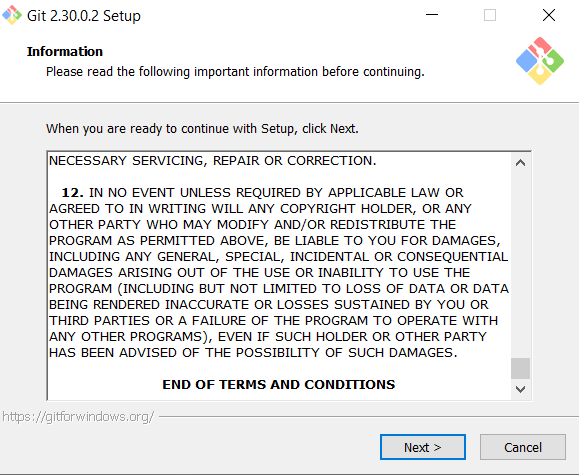 Git 2.30.0.2 Setup
Information
Please read the following important information before continuing.
When you are ready to continue with Setup, click Next.
NECESSARY SERVICING, REPAIR OR CORRECTION.
12. IN NO EVENT UNLESS REQUIRED BY APPLICABLE LAW OR
AGREED TO IN WRITING WILL ANY COPYRIGHT HOLDER, OR ANY
OTHER PARTY WHO MAY MODIFY AND/OR REDISTRIBUTE THE
PROGRAM AS PERMITTED ABOVE, BE LIABLE TO YOU FOR DAMAGES,
INCLUDING ANY GENERAL, SPECIAL, INCIDENTAL OR CONSEQUENTIAL
DAMAGES ARISING OUT OF THE USE OR INABILITY TO USE THE
PROGRAM (INCLUDING BUT NOT LIMITED TO LOSS OF DATA OR DATA
BEING RENDERED INACCURATE OR LOSSES SUSTAINED BY YOU OR
THIRD PARTIES OR A FAILURE OF THE PROGRAM TO OPERATE WITH
ANY OTHER PROGRAMS), EVEN IF SUCH HOLDER OR OTHER PARTY
HAS BEEN ADVISED OF THE POSSIBILITY OF SUCH DAMAGES.
END OF TERMS AND CONDITIONS
https://gitforwindows.org/
Next >
Cancel